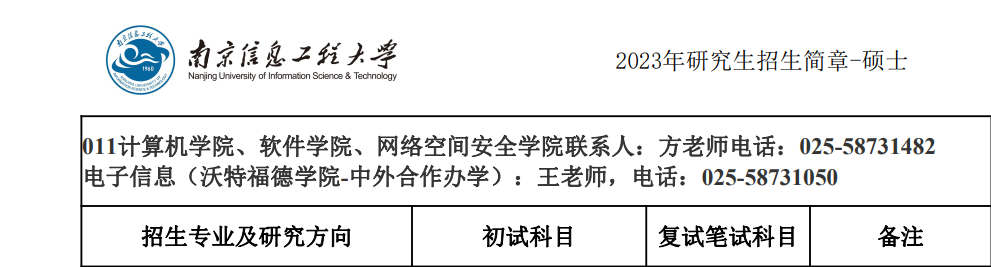 南京信息工程大学
Nanjing University of Information Science & Technology
2023年研究生招生简章-硕士
011计算机学院、软件学院、网络空间安全学院联系人：方老师电话：025-58731482
电子信息（沃特福德学院-中外合作办学）：王老师，电话：025-58731050
招生专业及研究方向 初试科目 复试笔试科目 备注